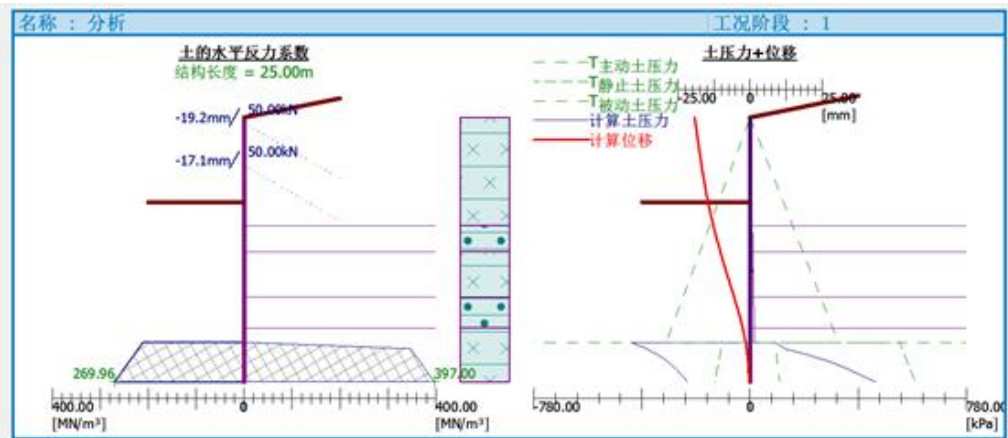 名称 : 分析
工况阶段 : 1
土的水平反力系数
结构长度 = 25.00m
-19.2mm
50.00kN
-17.1mm
50.00kN
269.96
397.00
400.00
0
400.00
[MN/m³]
[MN/m³]
土压力+位移
T主动土压力
T静止土压力
T被动土压力
计算土压力
计算位移
-25.00
0
25.00
[mm]
-780.00
0
780.00
[kPa]